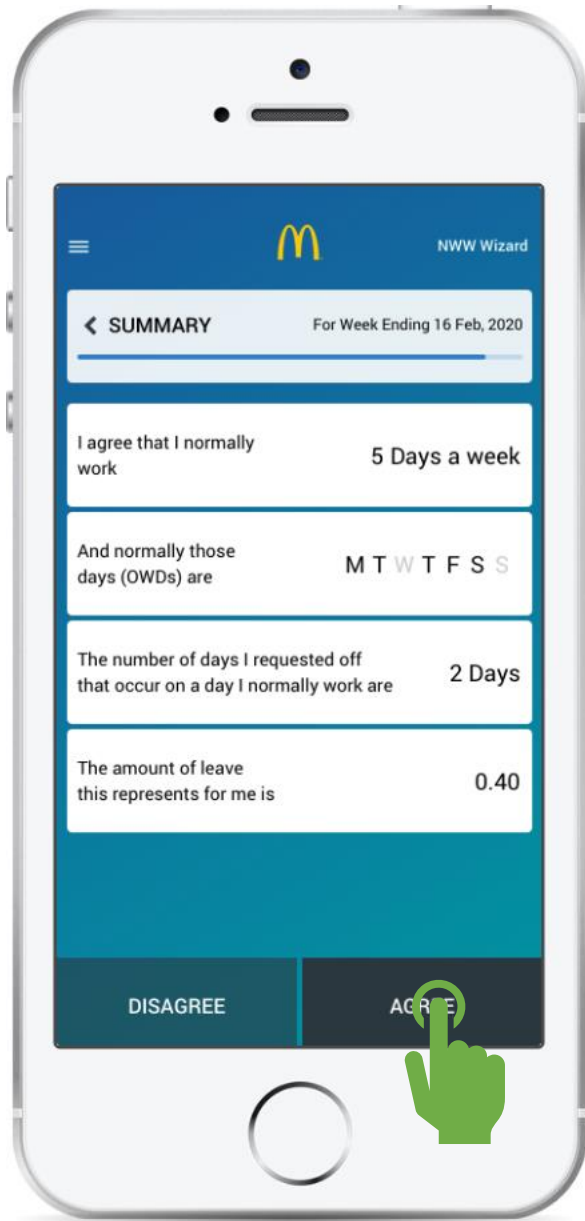 NWW Wizard
SUMMARY For Week Ending 16 Feb, 2020
I agree that I normally
work
5 Days a week
And normally those
days (OWDs) are
M T W T F S S
The number of days I requested off
that occur on a day I normally work are
2 Days
The amount of leave
this represents for me is
0.40
DISAGREE AGREE